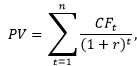 PV = \sum_{t=1}^{n} \frac{CF_t}{(1+r)^t},